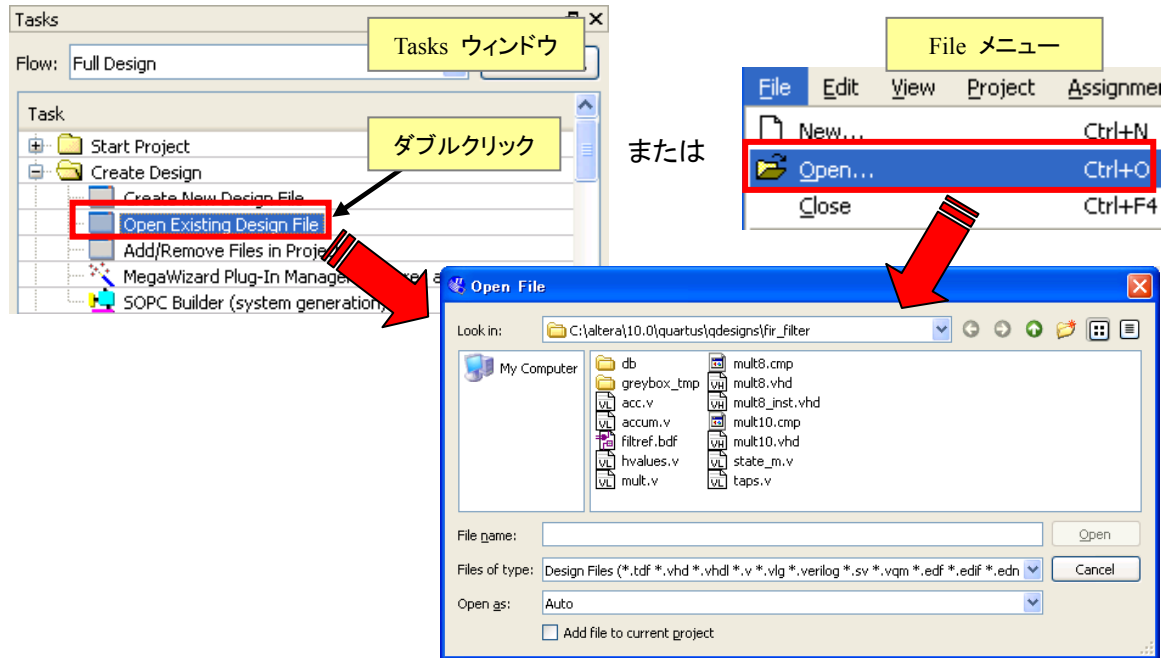 Tasks
Tasks ウィンドウ
Flow: Full Design
Task
Start Project
Create Design
Create New Design File
Open Existing Design File
Add/Remove Files in Project
MegaWizard Plug-In Manager
SOPC Builder (system generation)
ダブルクリック
または
File メニュー
File Edit View Project
New... Ctrl+N
Open... Ctrl+O
Close Ctrl+F4
Open File
Look in: C:\altera\10.0\quartus\qdesigns\fir_filter
My Computer
db mult8.cmp
greybox_tmp mult8.vhd
acc.v mult8_inst.vhd
accum.v mult10.cmp
filtref.bdf mult10.vhd
hvalues.v state_m.v
mult.v taps.v
File name: Open
Files of type: Design Files (*.tdf *.vhd *.vhdl *.v *.vlg *.verilog *.sv *.vqm *.edf *.edif *.edn Cancel
Open as: Auto
Add file to current project